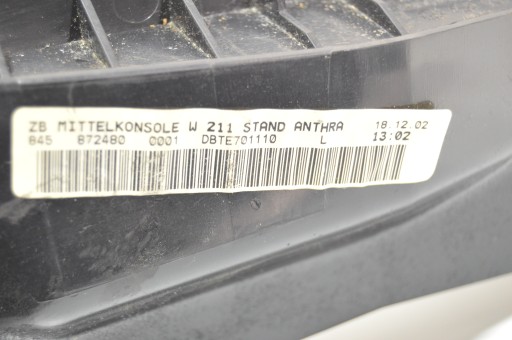 ZB MITTELKONSOLE W 211 STAND ANTHRA 18.12.02
845 872480 0001 DBTE701110 L 13:02